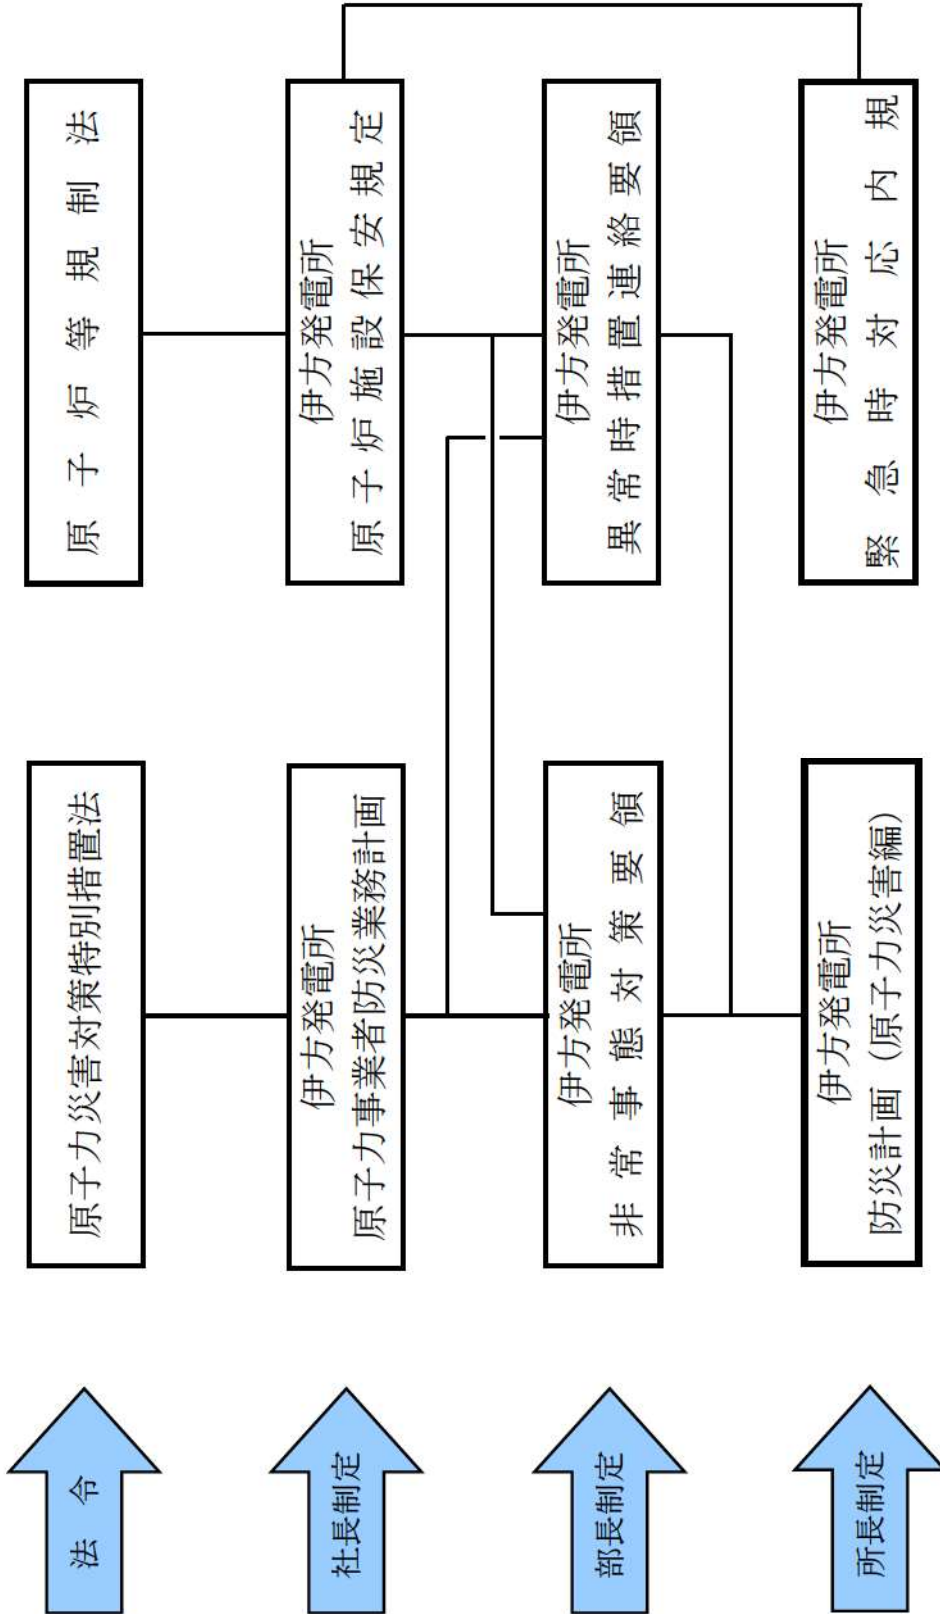 法令
原子力災害対策特別措置法
原子炉等規制法
社長制定
伊方発電所
原子力事業者防災業務計画
伊方発電所
原子炉施設保安規定
部長制定
伊方発電所
非常事態対策要領
伊方発電所
異常時措置連絡要領
所長制定
伊方発電所
防災計画（原子力災害編）
伊方発電所
緊急時対応内規